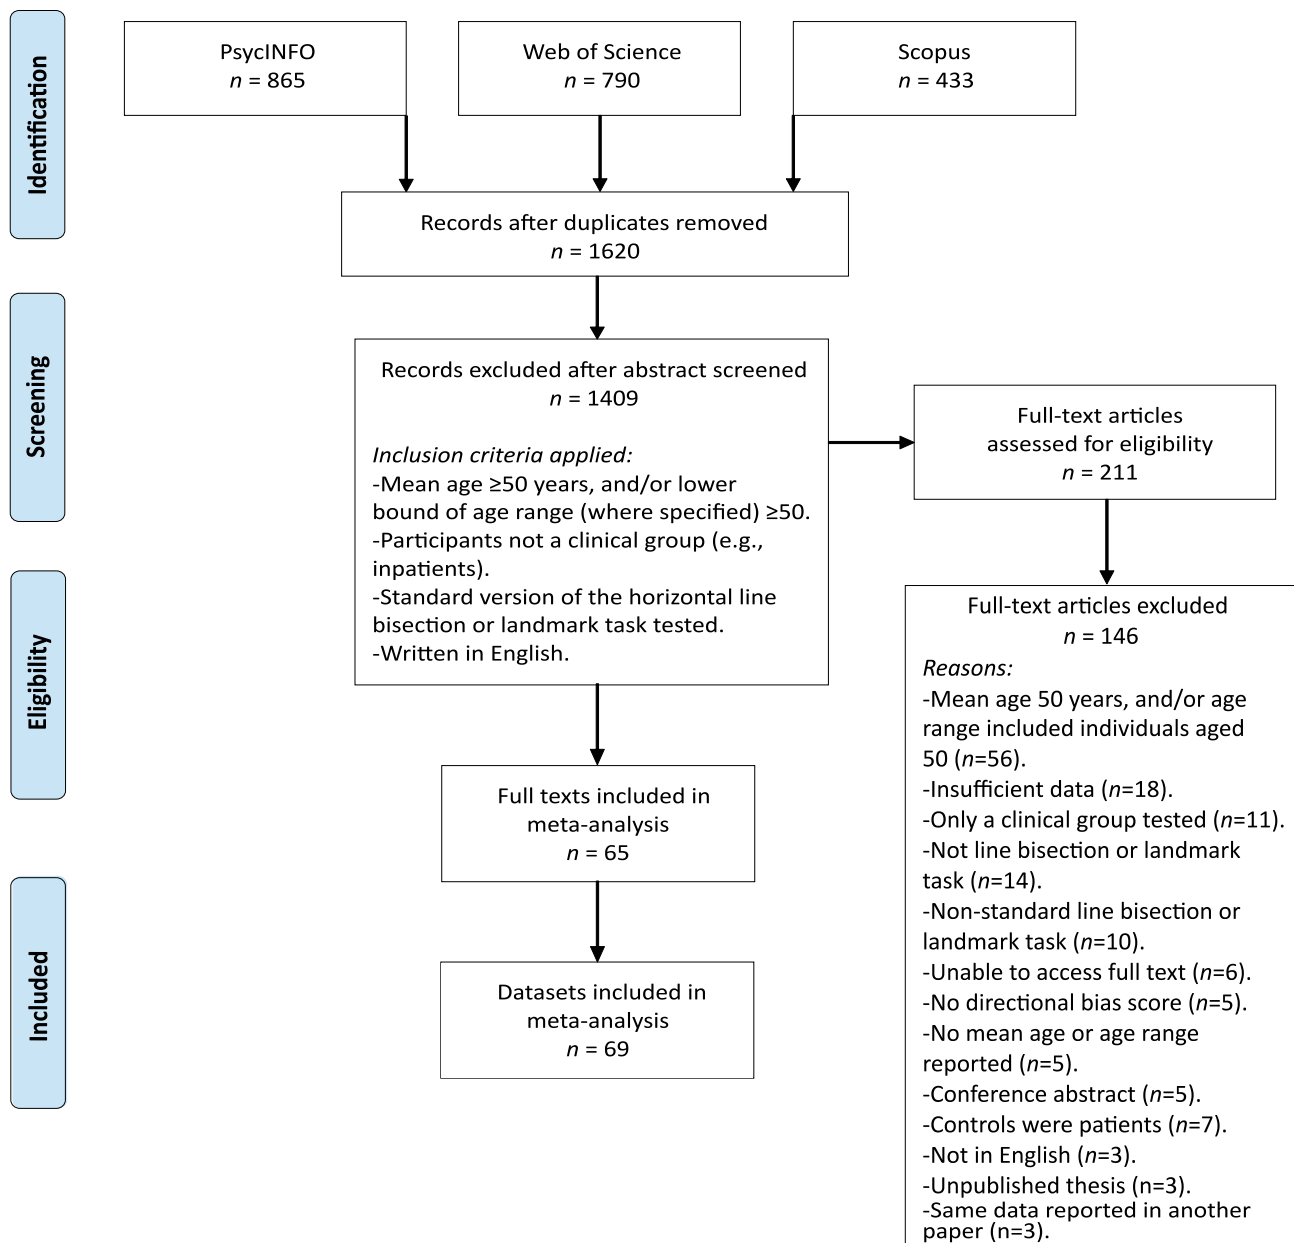 Identification
PsycINFO
n = 865
Web of Science
n = 790
Scopus
n = 433
Records after duplicates removed
n = 1620
Screening
Records excluded after abstract screened
n = 1409
Inclusion criteria applied:
-Mean age ≥50 years, and/or lower
bound of age range (where specified) ≥50.
-Participants not a clinical group (e.g.,
inpatients).
-Standard version of the horizontal line
bisection or landmark task tested.
-Written in English.
Full-text articles
assessed for eligibility
n = 211
Eligibility
Full-text articles excluded
n = 146
Reasons:
-Mean age 50 years, and/or age
range included individuals aged
50 (n=56).
-Insufficient data (n=18).
-Only a clinical group tested (n=11).
-Not line bisection or landmark
task (n=14).
-Non-standard line bisection or
landmark task (n=10).
-Unable to access full text (n=6).
-No directional bias score (n=5).
-No mean age or age range
reported (n=5).
-Conference abstract (n=5).
-Controls were patients (n=7).
-Not in English (n=3).
-Unpublished thesis (n=3).
-Same data reported in another
paper (n=3).
Full texts included in
meta-analysis
n = 65
Included
Datasets included in
meta-analysis
n = 69